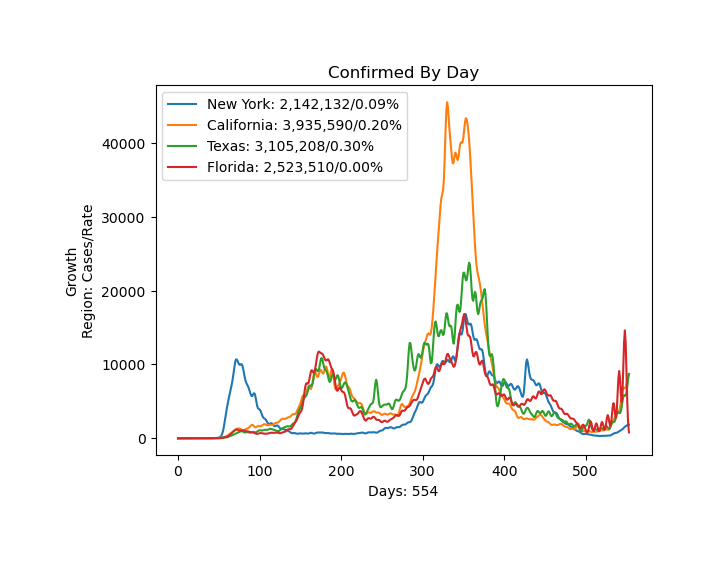 Confirmed By Day
New York: 2,142,132/0.09%
California: 3,935,590/0.20%
Texas: 3,105,208/0.30%
Florida: 2,523,510/0.00%
Growth
Region: Cases/Rate
40000
30000
20000
10000
0
0 100 200 300 400 500
Days: 554